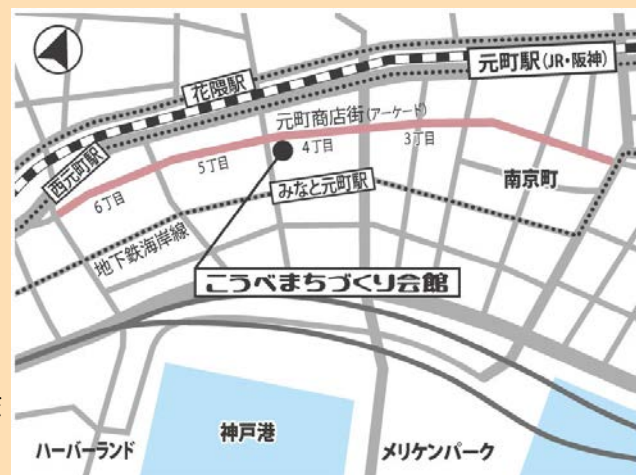 花隈駅
元町駅(JR・阪神)
西元町駅
元町商店街(アーケード)
6丁目
5丁目
4丁目
3丁目
南京町
みなと元町駅
地下鉄海岸線
こうべまちづくり会館
ハーバーランド
神戸港
メリケンパーク